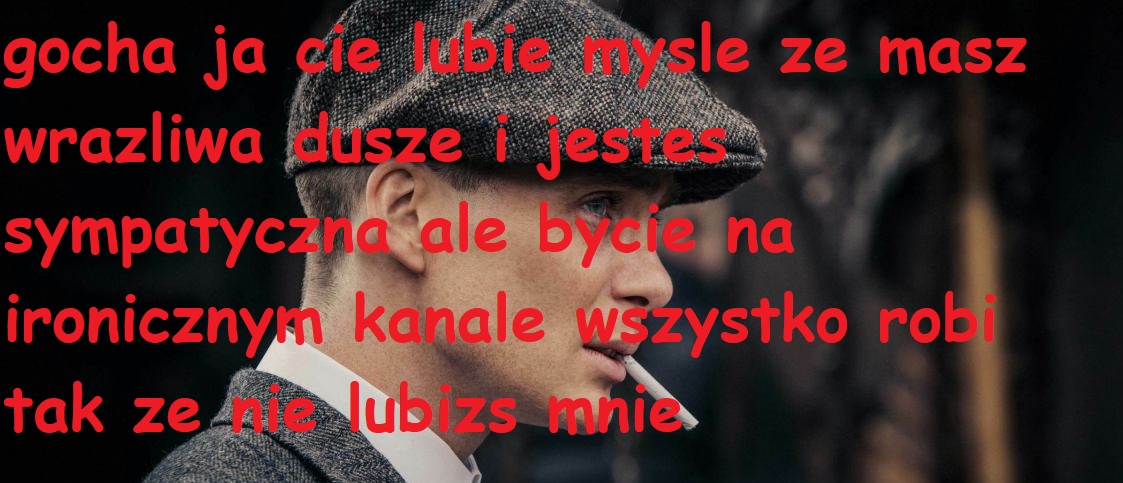 gocha ja cie lubie mysle ze masz
wrazliwa dusze i jestes
sympatyczna ale bycie na
ironicznym kanale wszystko robi
tak ze nie lubizs mnie